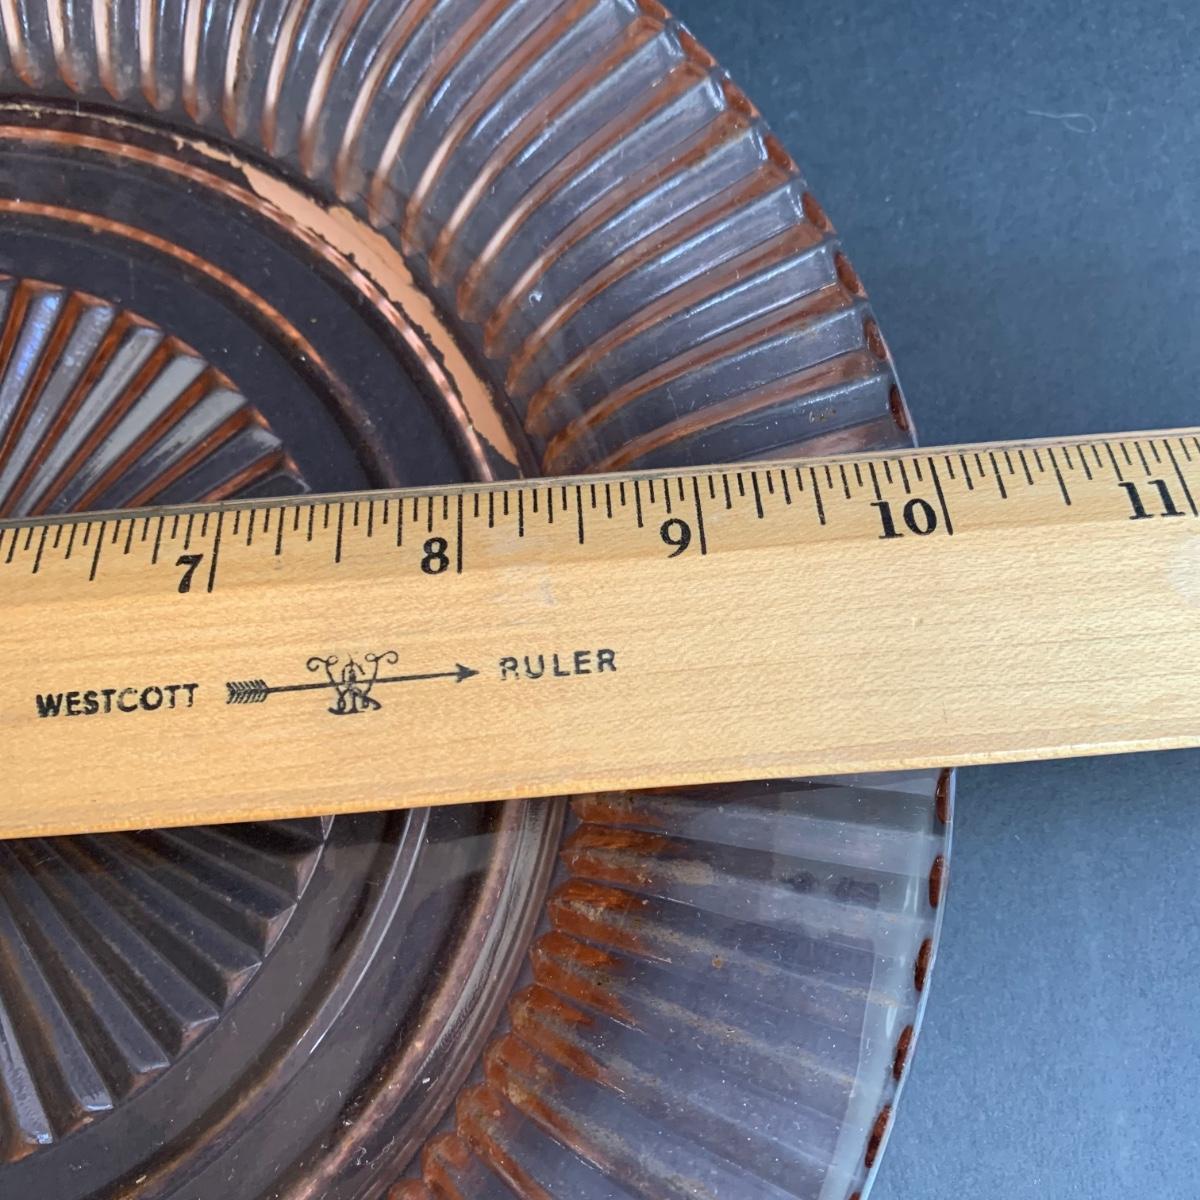 7 8 9 10 11
WESTCOTT RULER